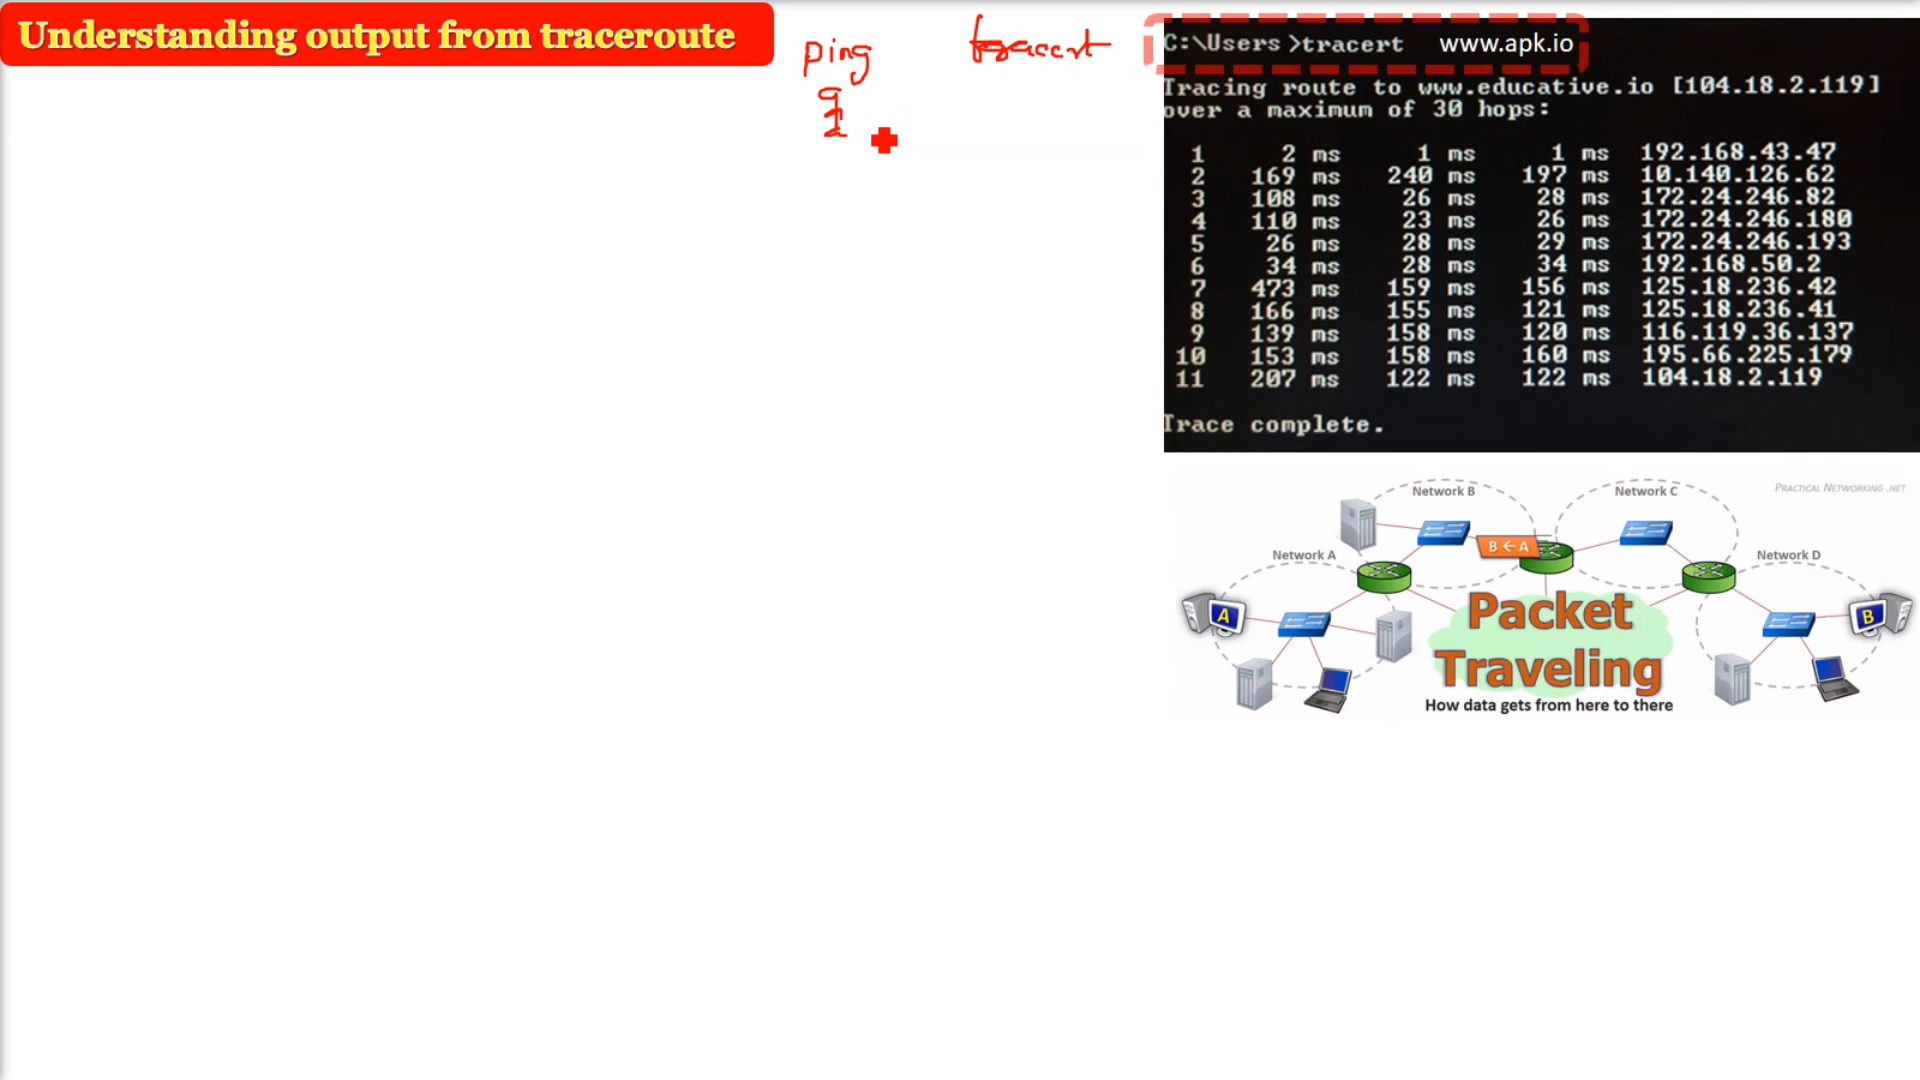 Understanding output from traceroute
ping
tracert
C:\Users >tracert www.apk.io
Tracing route to www.educative.io [104.18.2.119]
over a maximum of 30 hops:
1 2 ms 1 ms 1 ms 192.168.43.47
2 169 ms 240 ms 197 ms 10.140.126.62
3 108 ms 26 ms 28 ms 172.24.246.82
4 110 ms 23 ms 26 ms 172.24.246.180
5 26 ms 28 ms 29 ms 172.24.246.193
6 34 ms 28 ms 34 ms 192.168.50.2
7 473 ms 159 ms 156 ms 125.18.236.42
8 166 ms 155 ms 121 ms 125.18.236.41
9 139 ms 158 ms 120 ms 116.119.36.137
10 153 ms 158 ms 160 ms 195.66.225.179
11 207 ms 122 ms 122 ms 104.18.2.119
Trace complete.
PRACTICAL NETWORKING .NET
Network B
Network C
B ← A
Network A
Network D
A
B
Packet
Traveling
How data gets from here to there